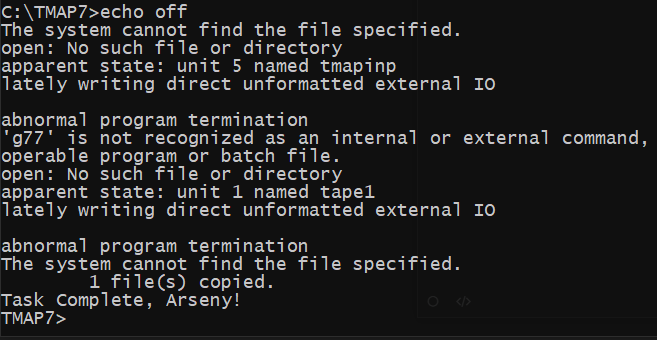 C:\TMAP7>echo off
The system cannot find the file specified.
open: No such file or directory
apparent state: unit 5 named tmapinp
lately writing direct unformatted external IO
abnormal program termination
'g77' is not recognized as an internal or external command,
operable program or batch file.
open: No such file or directory
apparent state: unit 1 named tape1
lately writing direct unformatted external IO
abnormal program termination
The system cannot find the file specified.
        1 file(s) copied.
Task Complete, Arseny!
TMAP7>